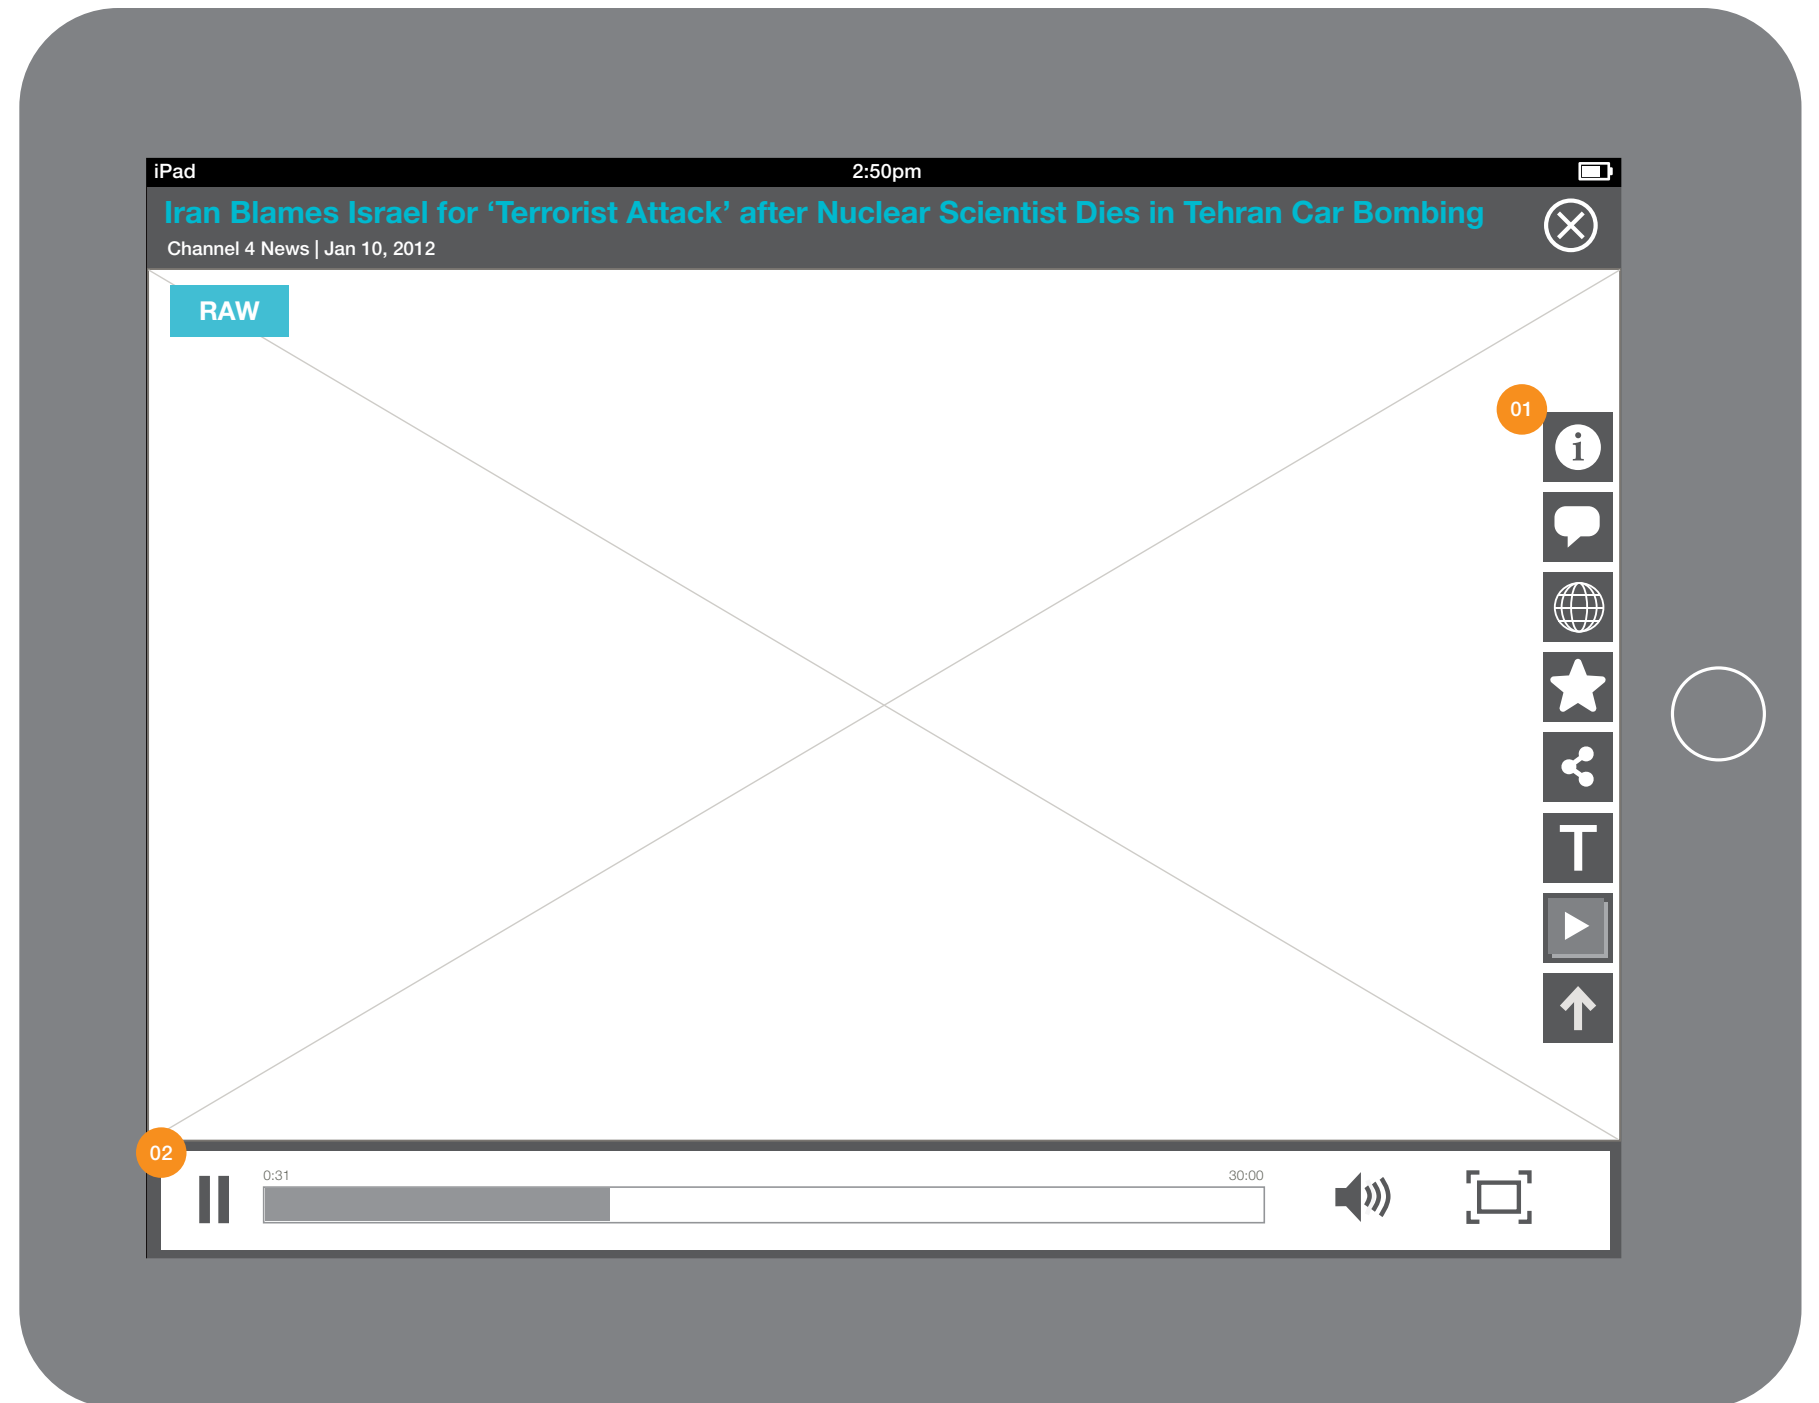 iPad
2:50pm
Iran Blames Israel for ‘Terrorist Attack’ after Nuclear Scientist Dies in Tehran Car Bombing
Channel 4 News | Jan 10, 2012
RAW
01
i
T
02
0:31
30:00